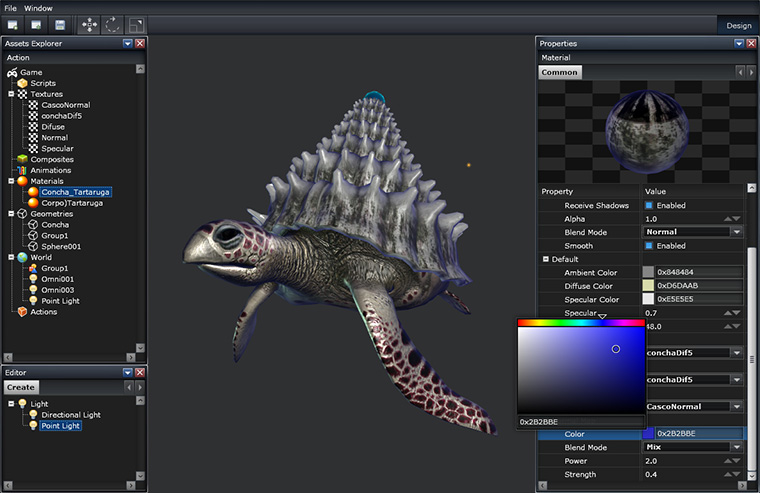 File Window
Design
Assets Explorer
Action
Game
Scripts
Textures
CascoNormal
conchaDif5
Difuse
Normal
Specular
Composites
Animations
Materials
Concha_Tartaruga
Corpo)Tartaruga
Geometries
Concha
Group1
Sphere001
World
Group1
Omni001
Omni003
Point Light
Actions
Editor
Create
Light
Directional Light
Point Light
Properties
Material
Common
Property Value
Receive Shadows Enabled
Alpha 1.0
Blend Mode Normal
Smooth Enabled
Default
Ambient Color 0x848484
Diffuse Color 0xD6DAAB
Specular Color 0xE5E5E5
Specular 0.7
48.0
conchaDif5
conchaDif5
CascoNormal
0x2B2BBE
Color 0x2B2BBE
Blend Mode Mix
Power 2.0
Strength 0.4